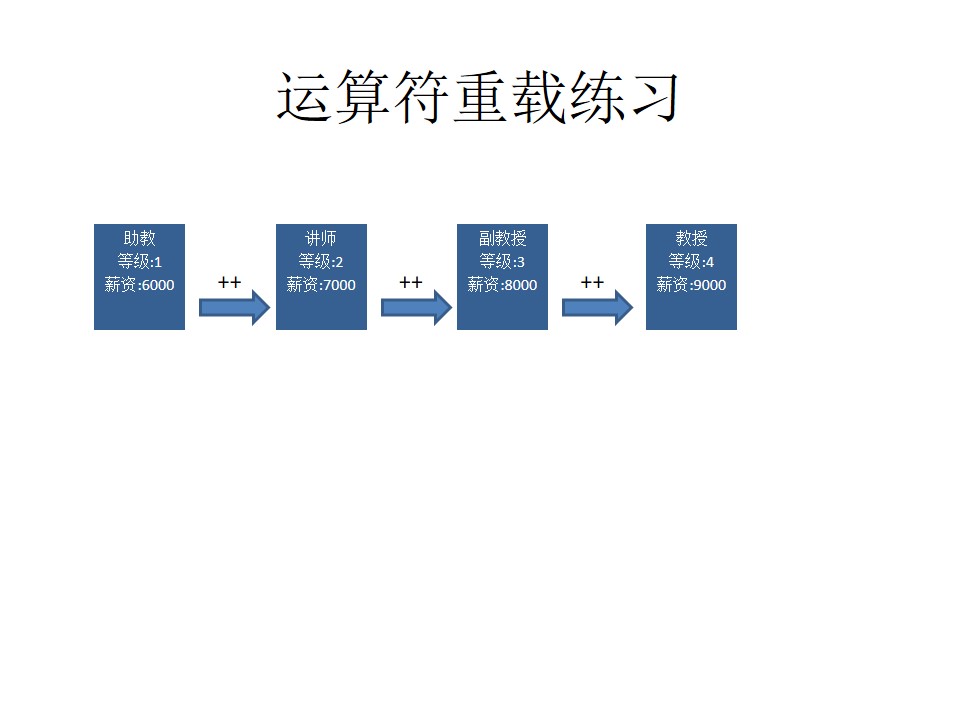 运算符重载练习
助教
等级:1
薪资:6000
++
讲师
等级:2
薪资:7000
++
副教授
等级:3
薪资:8000
++
教授
等级:4
薪资:9000